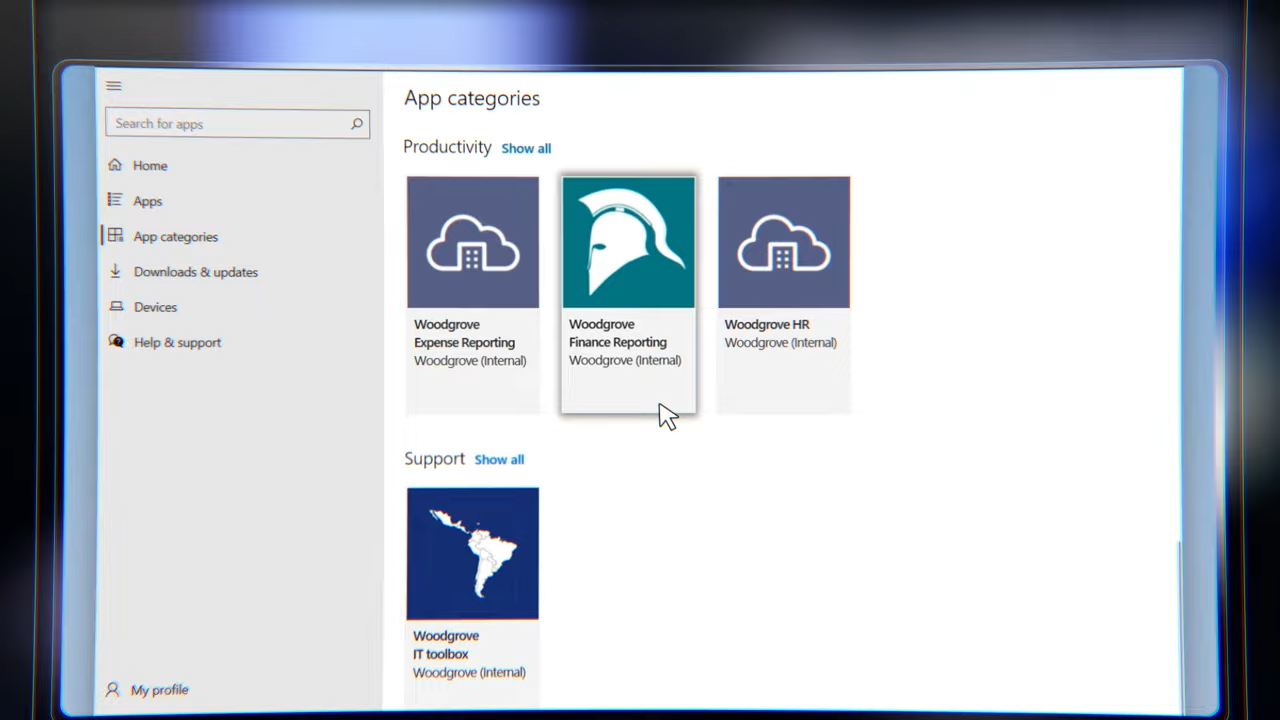 Search for apps
Home
Apps
App categories
Downloads & updates
Devices
Help & support
My profile
App categories
Productivity Show all
Woodgrove
Expense Reporting
Woodgrove (Internal)
Woodgrove
Finance Reporting
Woodgrove (Internal)
Woodgrove HR
Woodgrove (Internal)
Support Show all
Woodgrove
IT toolbox
Woodgrove (Internal)